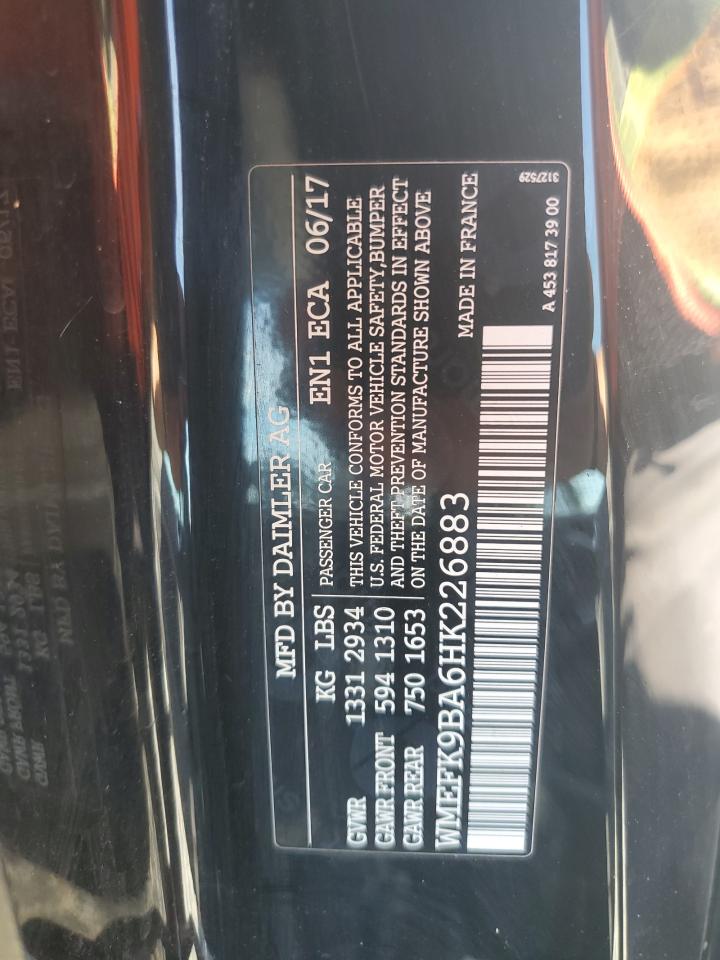 MFD BY DAIMLER AG
KG LBS PASSENGER CAR EN1 ECA 06/17
GVWR 1331 2934 THIS VEHICLE CONFORMS TO ALL APPLICABLE
GAWR FRONT 594 1310 U.S. FEDERAL MOTOR VEHICLE SAFETY,BUMPER
AND THEFT PREVENTION STANDARDS IN EFFECT
GAWR REAR 750 1653 ON THE DATE OF MANUFACTURE SHOWN ABOVE
WMEFK9BA6HK226883 MADE IN FRANCE
3127529
A 453 817 39 00